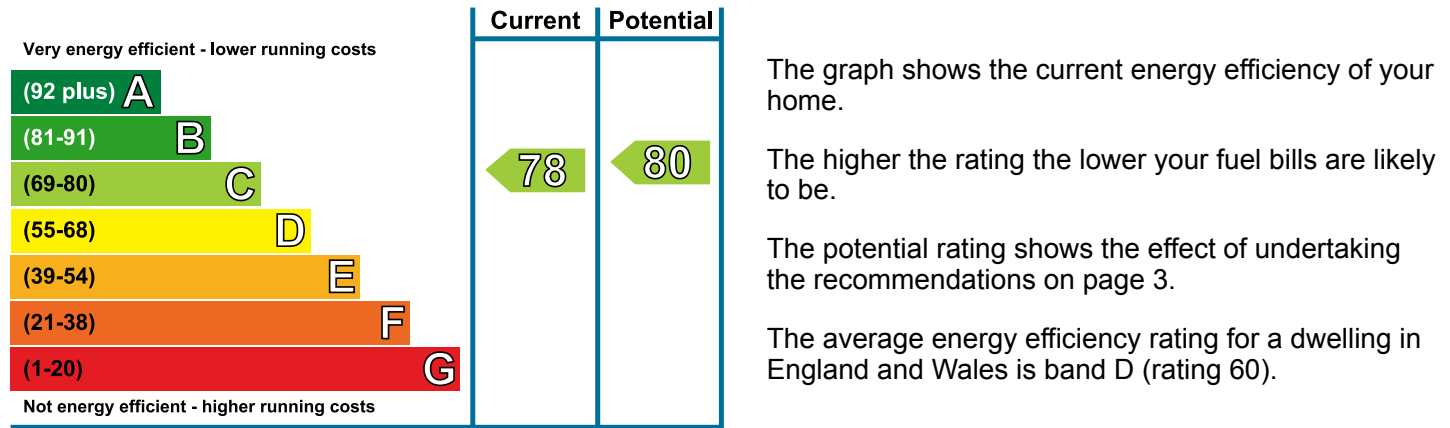 Current Potential
Very energy efficient - lower running costs
(92 plus) A
(81-91) B
(69-80) C
(55-68) D
(39-54) E
(21-38) F
(1-20) G
Not energy efficient - higher running costs
78
80
The graph shows the current energy efficiency of your
home.
The higher the rating the lower your fuel bills are likely
to be.
The potential rating shows the effect of undertaking
the recommendations on page 3.
The average energy efficiency rating for a dwelling in
England and Wales is band D (rating 60).